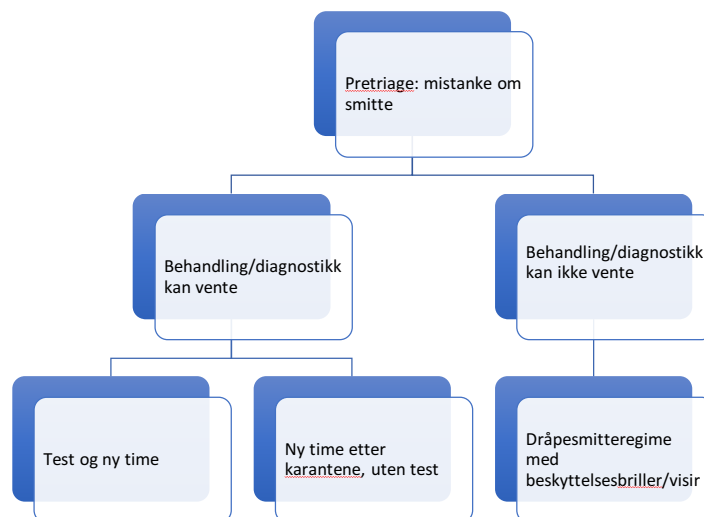 Pretriage: mistanke om
smitte
Behandling/diagnostikk
kan vente
Behandling/diagnostikk
kan ikke vente
Test og ny time
Ny time etter
karantene, uten test
Dråpesmitteregime
med
beskyttelsesbriller/visir